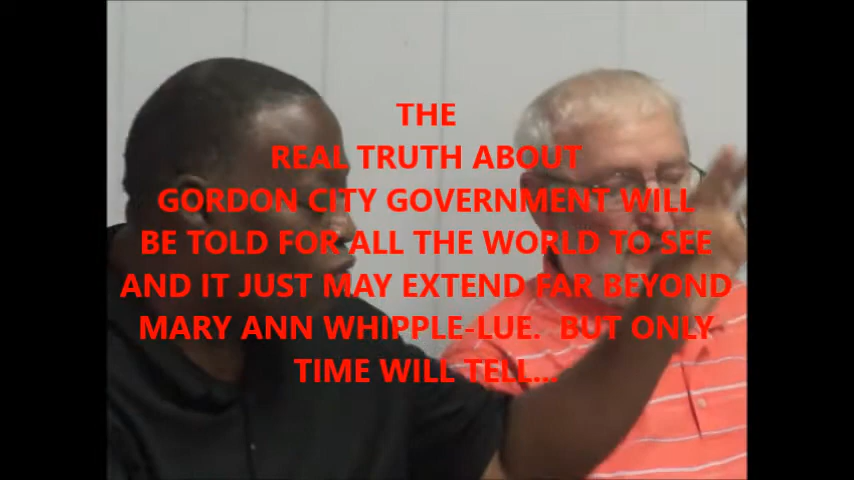 THE
REAL TRUTH ABOUT
GORDON CITY GOVERNMENT WILL
BE TOLD FOR ALL THE WORLD TO SEE
AND IT JUST MAY EXTEND FAR BEYOND
MARY ANN WHIPPLE-LUE.  BUT ONLY
TIME WILL TELL...